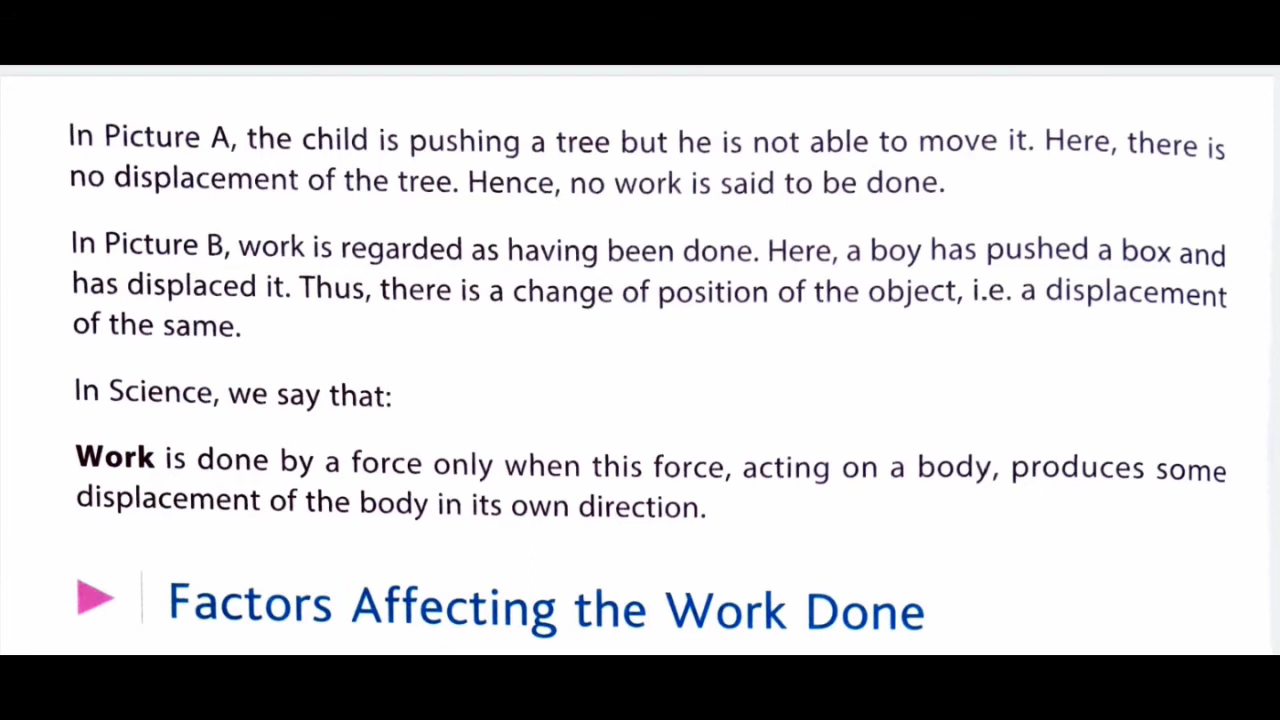 In Picture A, the child is pushing a tree but he is not able to move it. Here, there is
no displacement of the tree. Hence, no work is said to be done.
In Picture B, work is regarded as having been done. Here, a boy has pushed a box and
has displaced it. Thus, there is a change of position of the object, i.e. a displacement
of the same.
In Science, we say that:
Work is done by a force only when this force, acting on a body, produces some
displacement of the body in its own direction.
Factors Affecting the Work Done